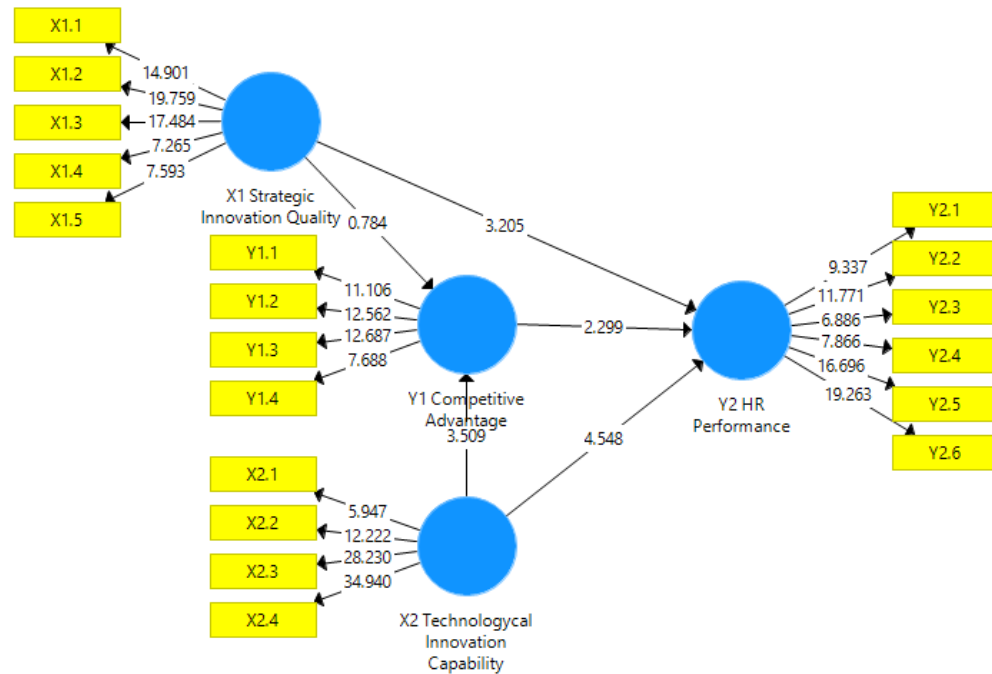 X1.1
X1.2
X1.3
X1.4
X1.5
14.901
19.759
17.484
7.265
7.593
X1 Strategic
Innovation Quality
0.784
3.205
Y1.1
Y1.2
Y1.3
Y1.4
11.106
12.562
12.687
7.688
Y1 Competitive
Advantage
2.299
3.509
4.548
Y2.1
Y2.2
Y2.3
Y2.4
Y2.5
Y2.6
9.337
11.771
6.886
7.866
16.696
19.263
Y2 HR
Performance
X2.1
X2.2
X2.3
X2.4
5.947
12.222
28.230
34.940
X2 Technologycal
Innovation
Capability